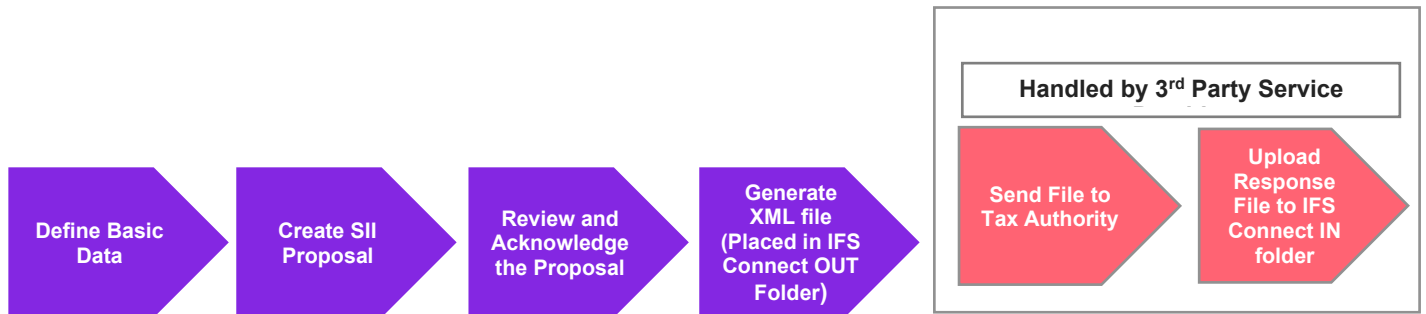 Handled by 3rd Party Service
Define Basic
Data
Create SII
Proposal
Review and
Acknowledge
the Proposal
Generate
XML file
(Placed in IFS
Connect OUT
Folder)
Send File to
Tax Authority
Upload
Response
File to IFS
Connect IN
folder